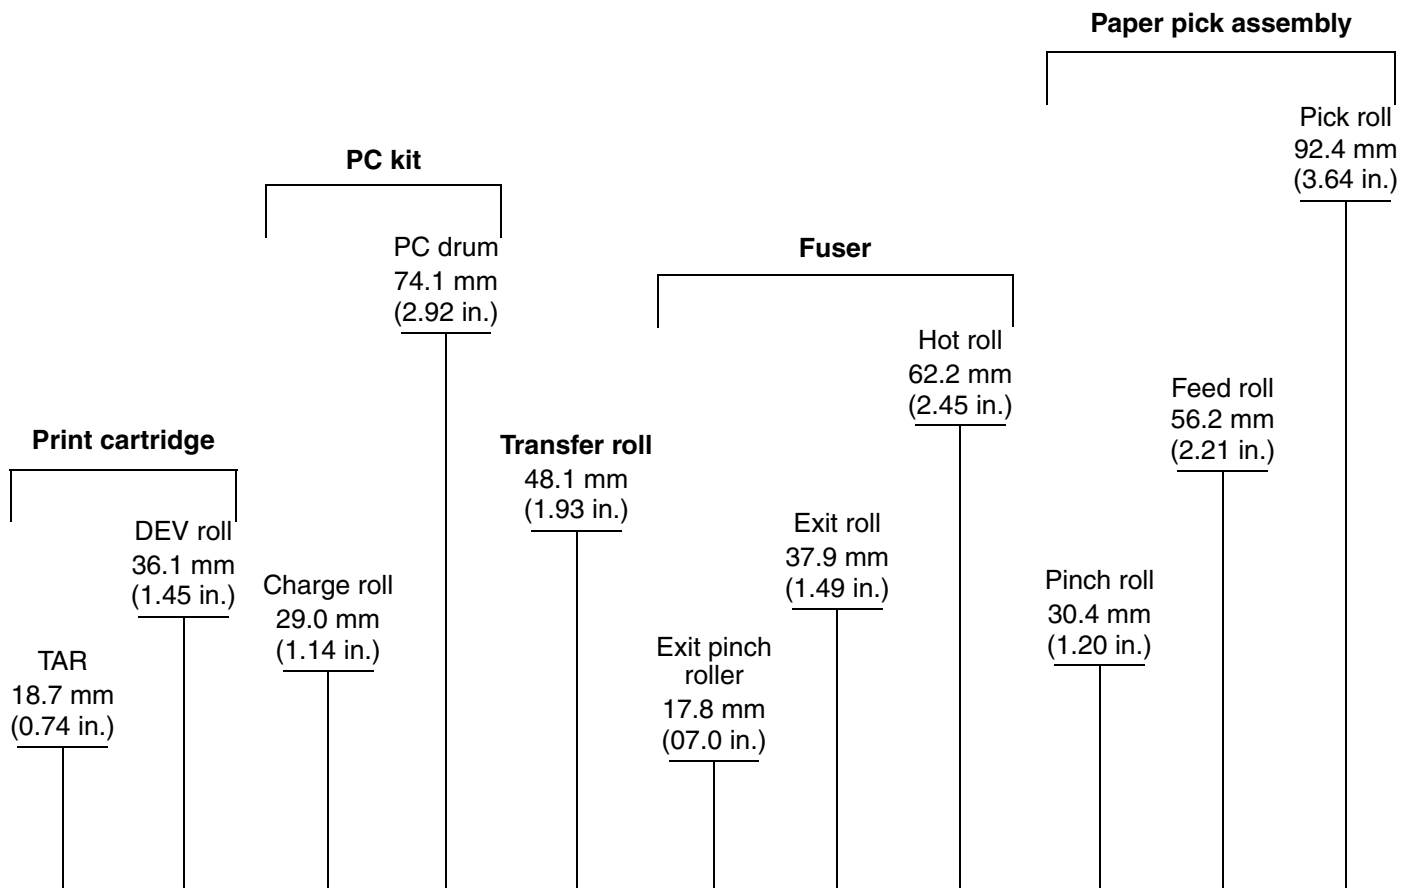 Paper pick assembly
Pick roll
92.4 mm
(3.64 in.)
PC kit
PC drum
74.1 mm
(2.92 in.)
Fuser
Hot roll
62.2 mm
(2.45 in.)
Feed roll
56.2 mm
(2.21 in.)
Print cartridge
Transfer roll
48.1 mm
(1.93 in.)
DEV roll
36.1 mm
(1.45 in.)
Exit roll
37.9 mm
(1.49 in.)
Charge roll
29.0 mm
(1.14 in.)
Pinch roll
30.4 mm
(1.20 in.)
TAR
18.7 mm
(0.74 in.)
Exit pinch
roller
17.8 mm
(07.0 in.)